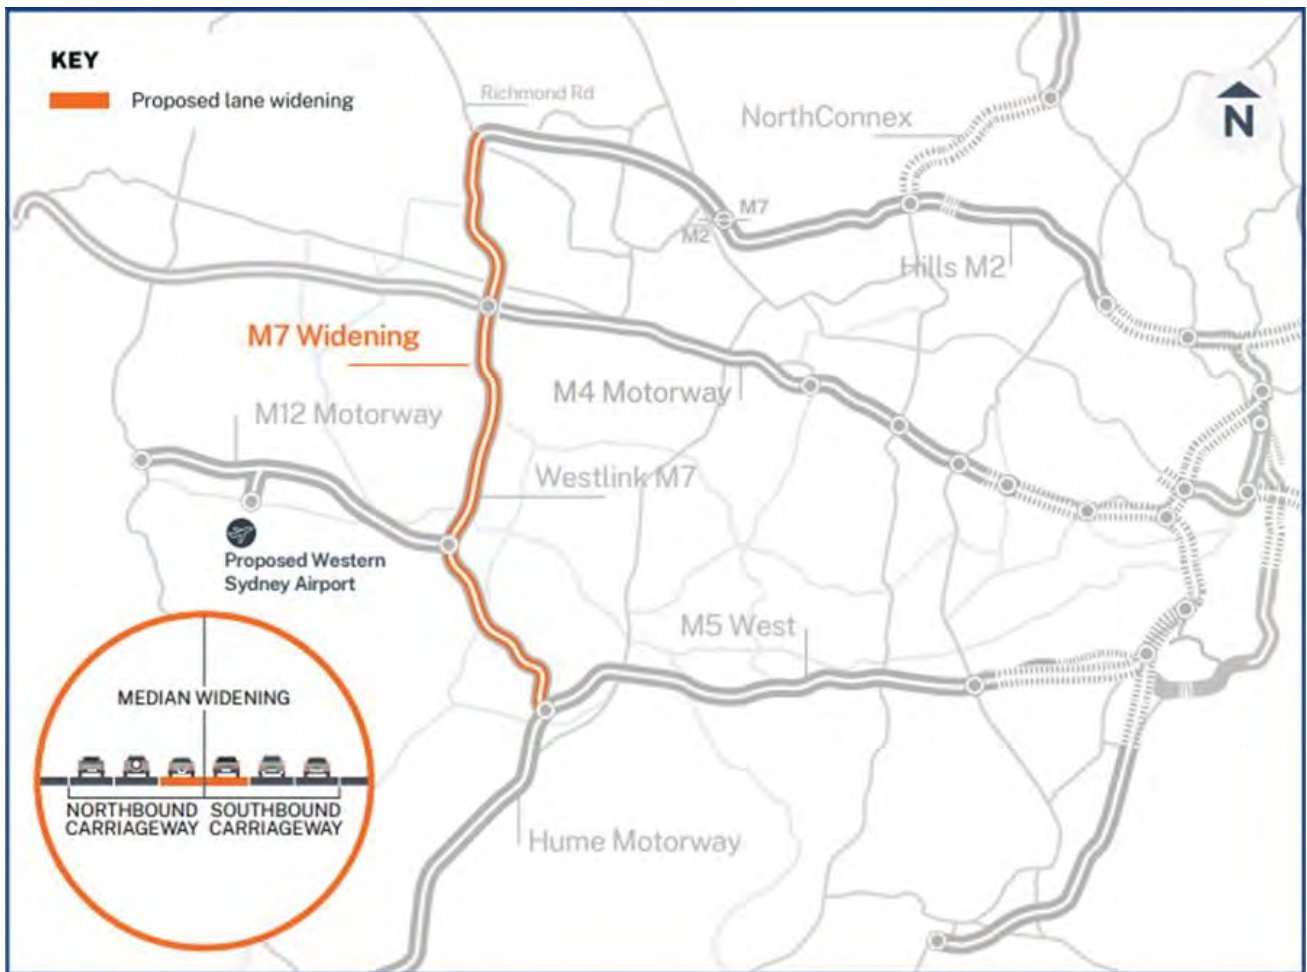 KEY
Proposed lane widening
Richmond Rd
NorthConnex
N
M7
M2
Hills M2
M7 Widening
M4 Motorway
M12 Motorway
Westlink M7
Proposed Western
Sydney Airport
M5 West
MEDIAN WIDENING
NORTHBOUND SOUTHBOUND
CARRIAGEWAY CARRIAGEWAY
Hume Motorway